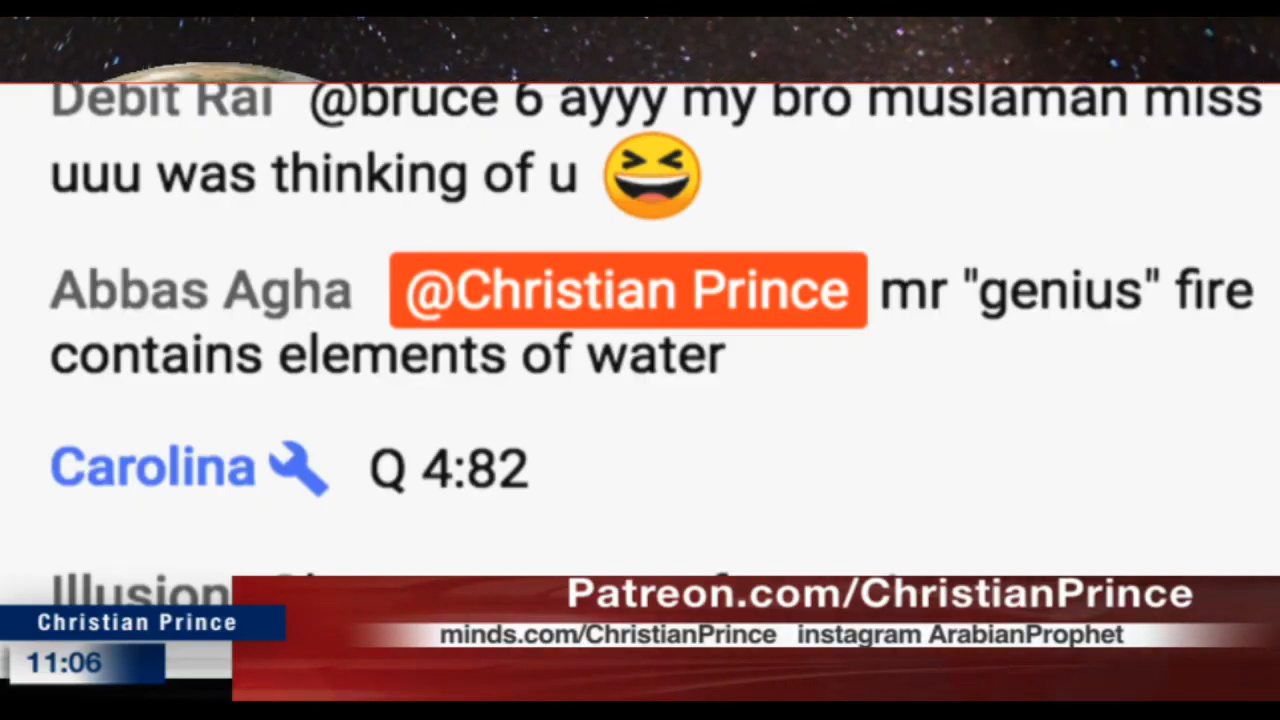 Debit Rai @bruce 6 ayyy my bro muslaman miss
uuu was thinking of u
Abbas Agha @Christian Prince mr "genius" fire
contains elements of water
Carolina Q 4:82
Illusion
Patreon.com/ChristianPrince
Christian Prince
minds.com/ChristianPrince instagram ArabianProphet
11:06